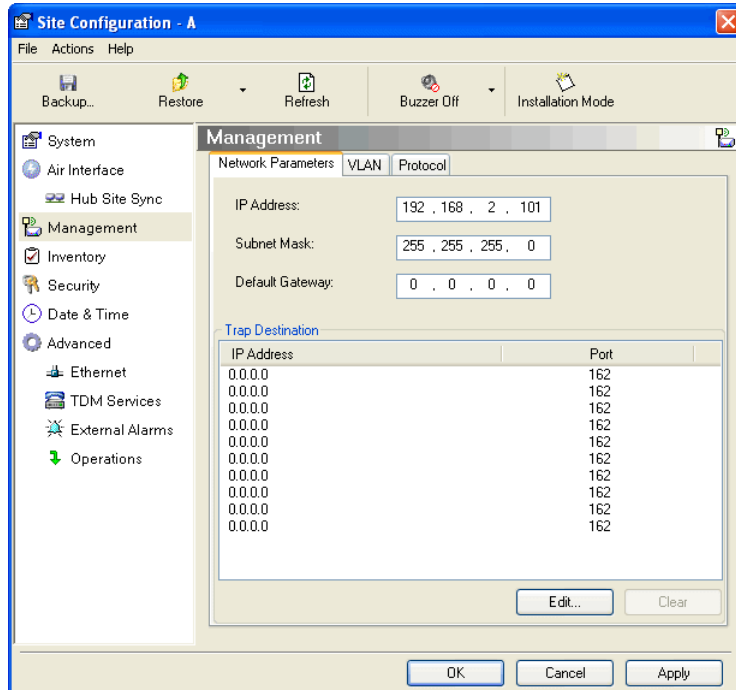 Site Configuration - A
File Actions Help
Backup... Restore Refresh Buzzer Off Installation Mode
System
Air Interface
Hub Site Sync
Management
Inventory
Security
Date & Time
Advanced
Ethernet
TDM Services
External Alarms
Operations
Management
Network Parameters VLAN Protocol
IP Address: 192 . 168 . 2 . 101
Subnet Mask: 255 . 255 . 255 . 0
Default Gateway: 0 . 0 . 0 . 0
Trap Destination
IP Address Port
0.0.0.0 162
0.0.0.0 162
0.0.0.0 162
0.0.0.0 162
0.0.0.0 162
0.0.0.0 162
0.0.0.0 162
0.0.0.0 162
0.0.0.0 162
0.0.0.0 162
Edit... Clear
OK Cancel Apply